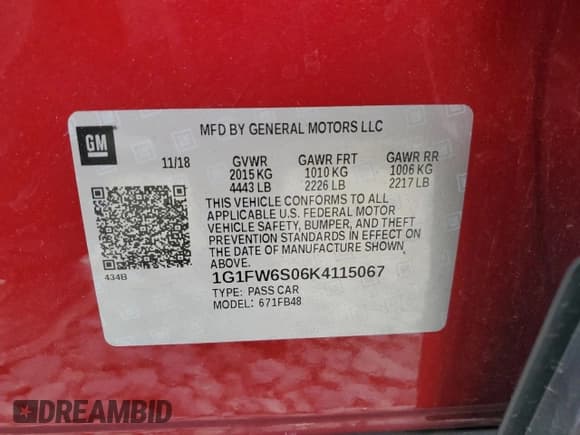 GM
MFD BY GENERAL MOTORS LLC
11/18 GVWR GAWR FRT GAWR RR
2015 KG 1010 KG 1006 KG
4443 LB 2226 LB 2217 LB
THIS VEHICLE CONFORMS TO ALL
APPLICABLE U.S. FEDERAL MOTOR
VEHICLE SAFETY, BUMPER, AND THEFT
PREVENTION STANDARDS IN EFFECT ON
THE DATE OF MANUFACTURE SHOWN
ABOVE.
434B
1G1FW6S06K4115067
TYPE: PASS CAR
MODEL: 671FB48
DREAMBID